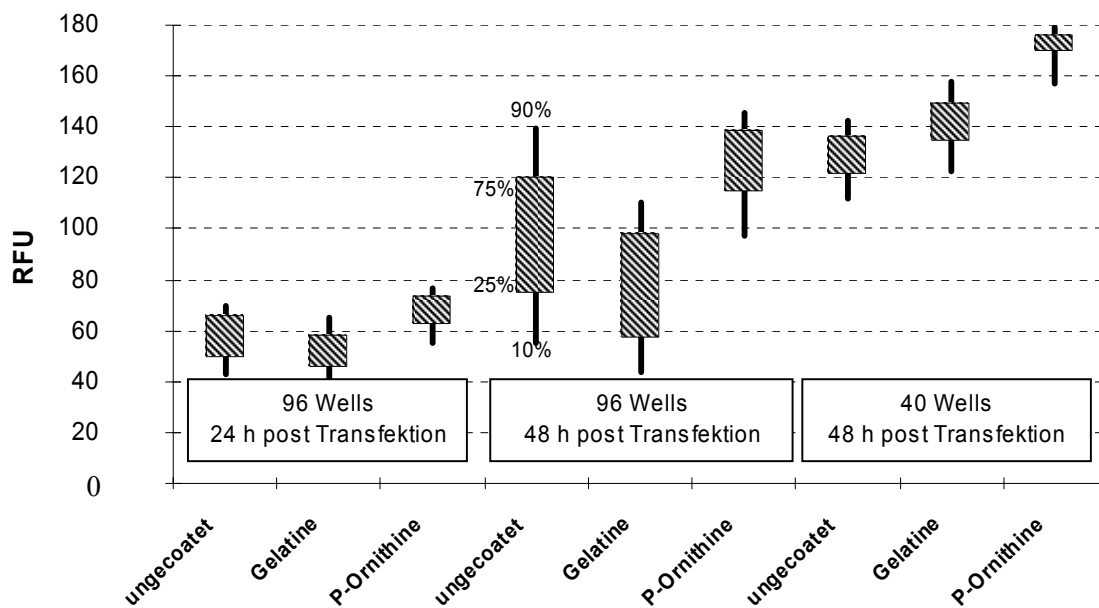 180
160
140
120
100
80
60
40
20
0
RFU
90%
75%
25%
10%
96 Wells
24 h post Transfektion
96 Wells
48 h post Transfektion
40 Wells
48 h post Transfektion
ungecoatet
Gelatine
P-Ornithine
ungecoatet
Gelatine
P-Ornithine
ungecoatet
Gelatine
P-Ornithine